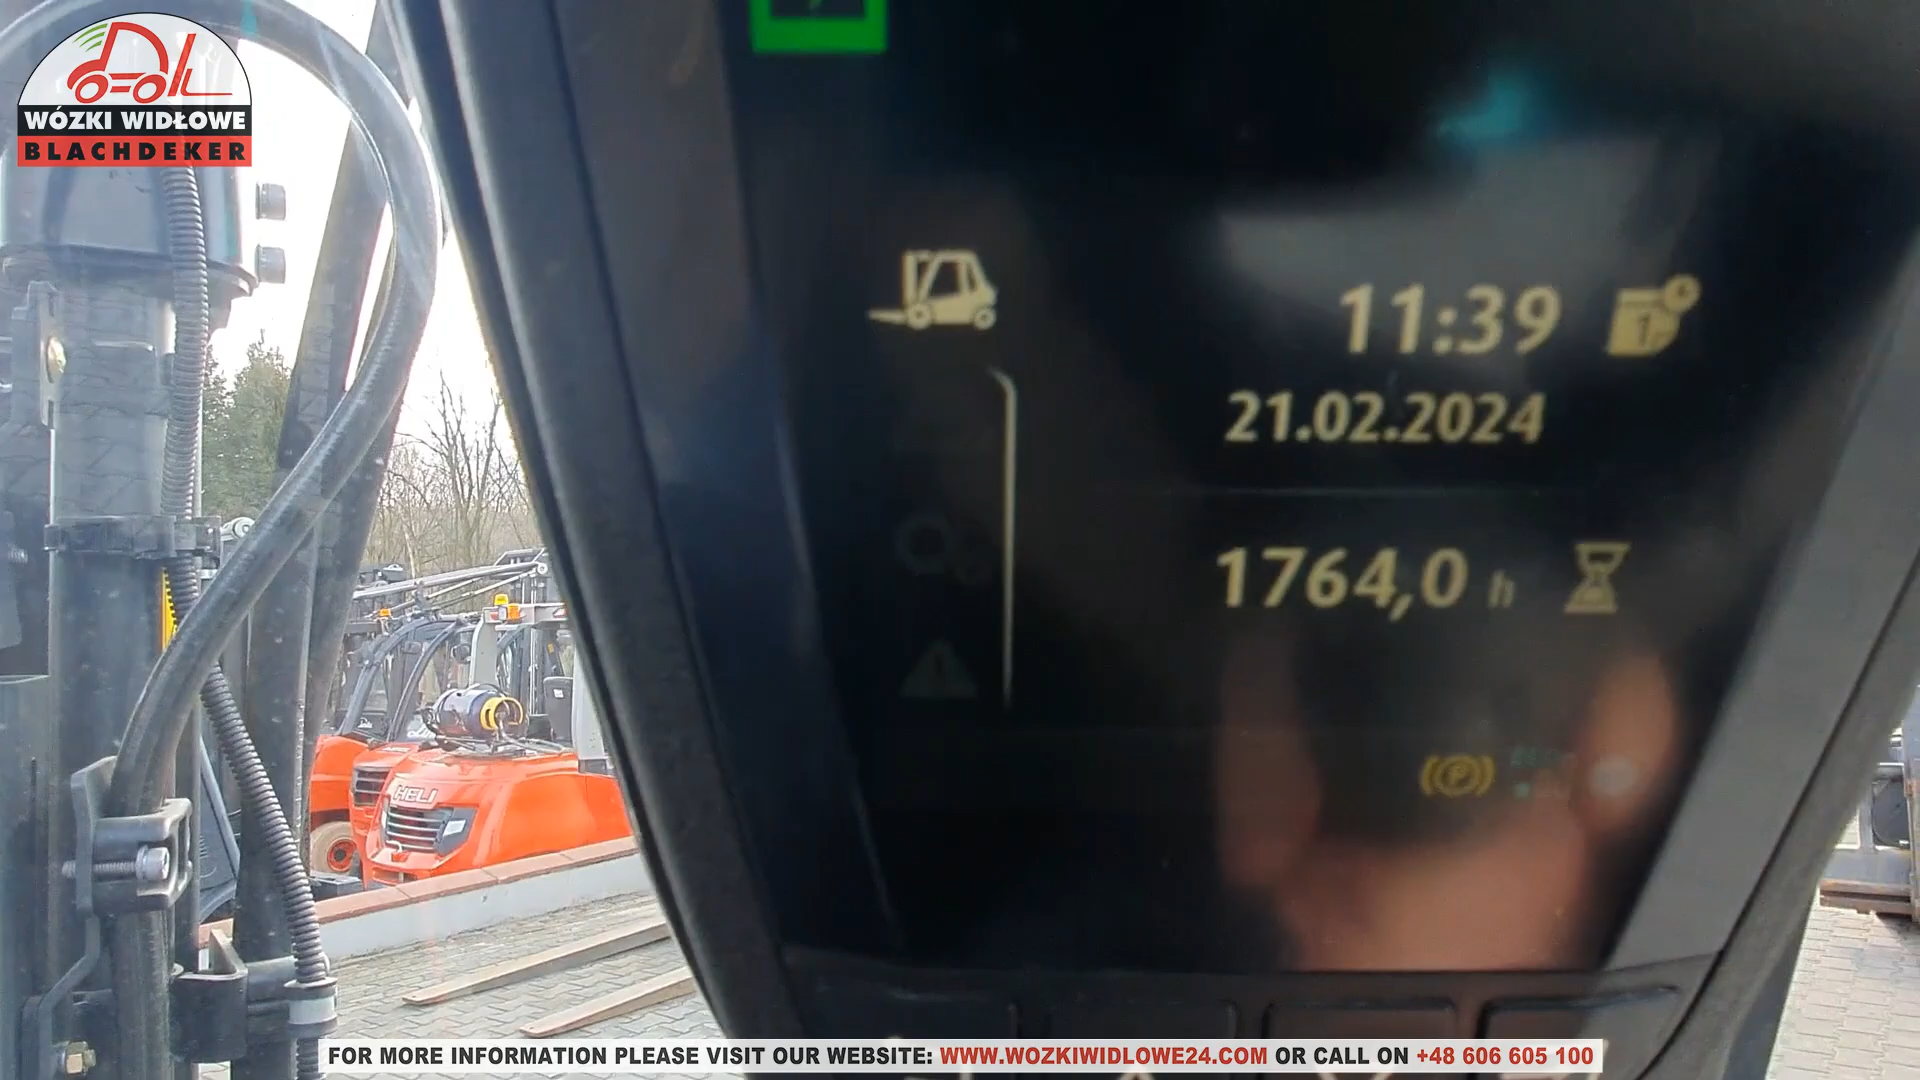 WÓZKI WIDŁOWE
BLACHDEKER
11:39
1
21.02.2024
1764,0 h
P
HELI
FOR MORE INFORMATION PLEASE VISIT OUR WEBSITE: WWW.WOZKIWIDLOWE24.COM OR CALL ON +48 606 605 100